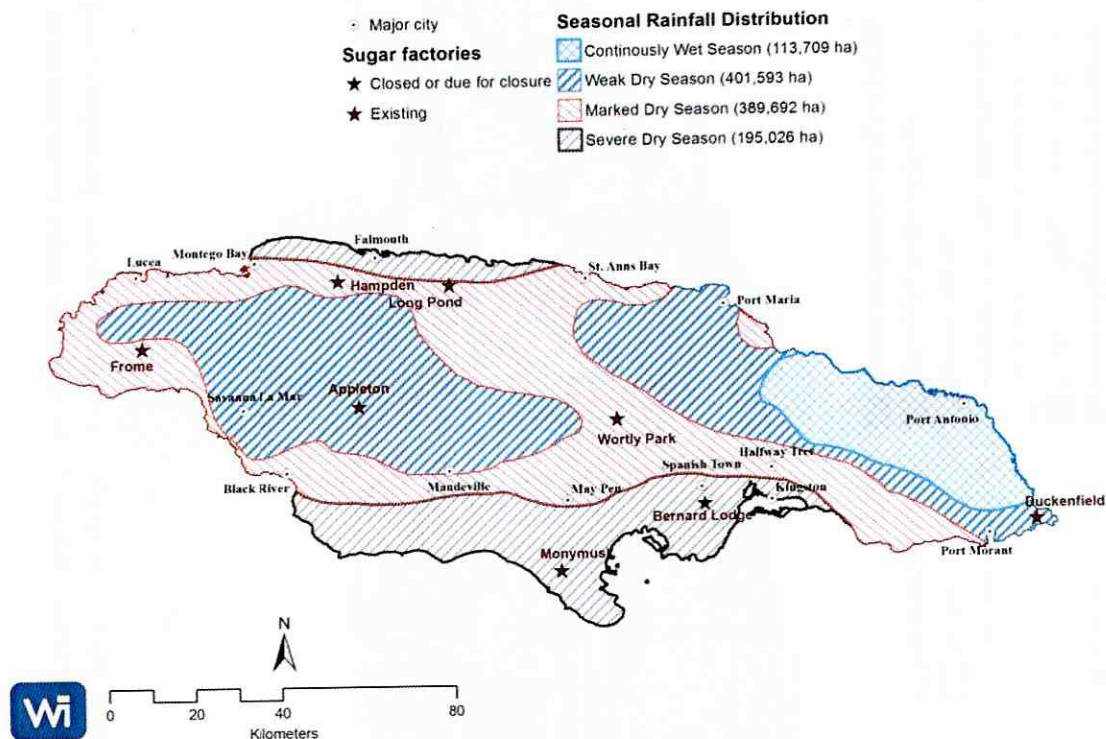 Major city
Sugar factories
Closed or due for closure
Existing
Seasonal Rainfall Distribution
Continously Wet Season (113,709 ha)
Weak Dry Season (401,593 ha)
Marked Dry Season (389,692 ha)
Severe Dry Season (195,026 ha)
Falmouth
Montego Bay
Lucea
St. Anns Bay
Hampden
Long Pond
Port Maria
Frome
Appleton
Savanna La Mar
Port Antonio
Wortly Park
Halfway Tree
Spanish Town
Black River
Mandeville
May Pen
Kingston
Duckenfield
Bernard Lodge
Port Morant
Monymus
N
Wi
0 20 40 80
Kilometers